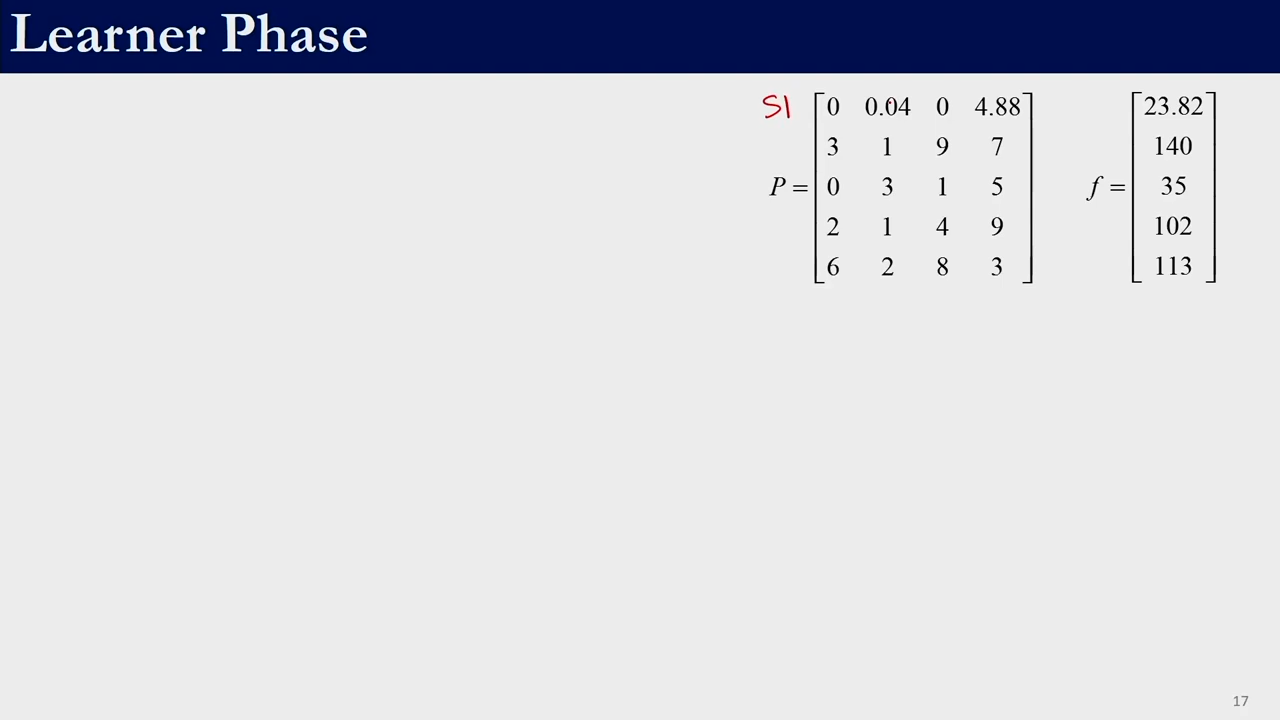 Learner Phase
S1 0 0.04 0 4.88 23.82
3 1 9 7 140
P = 0 3 1 5 f = 35
2 1 4 9 102
6 2 8 3 113
17